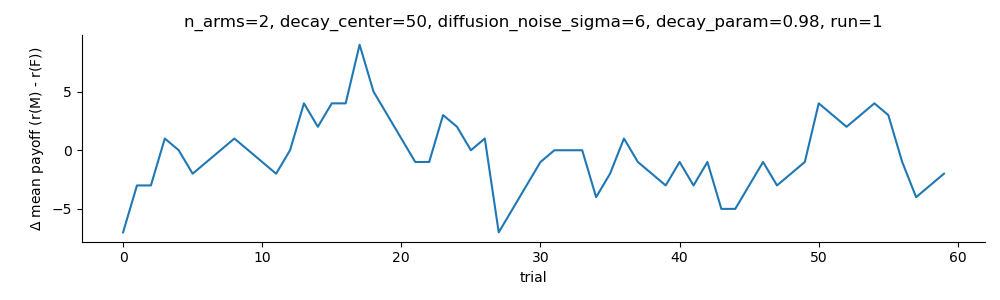 n_arms=2, decay_center=50, diffusion_noise_sigma=6, decay_param=0.98, run=1
Δ mean payoff (r(M) - r(F))
5
0
−5
0 10 20 30 40 50 60
trial